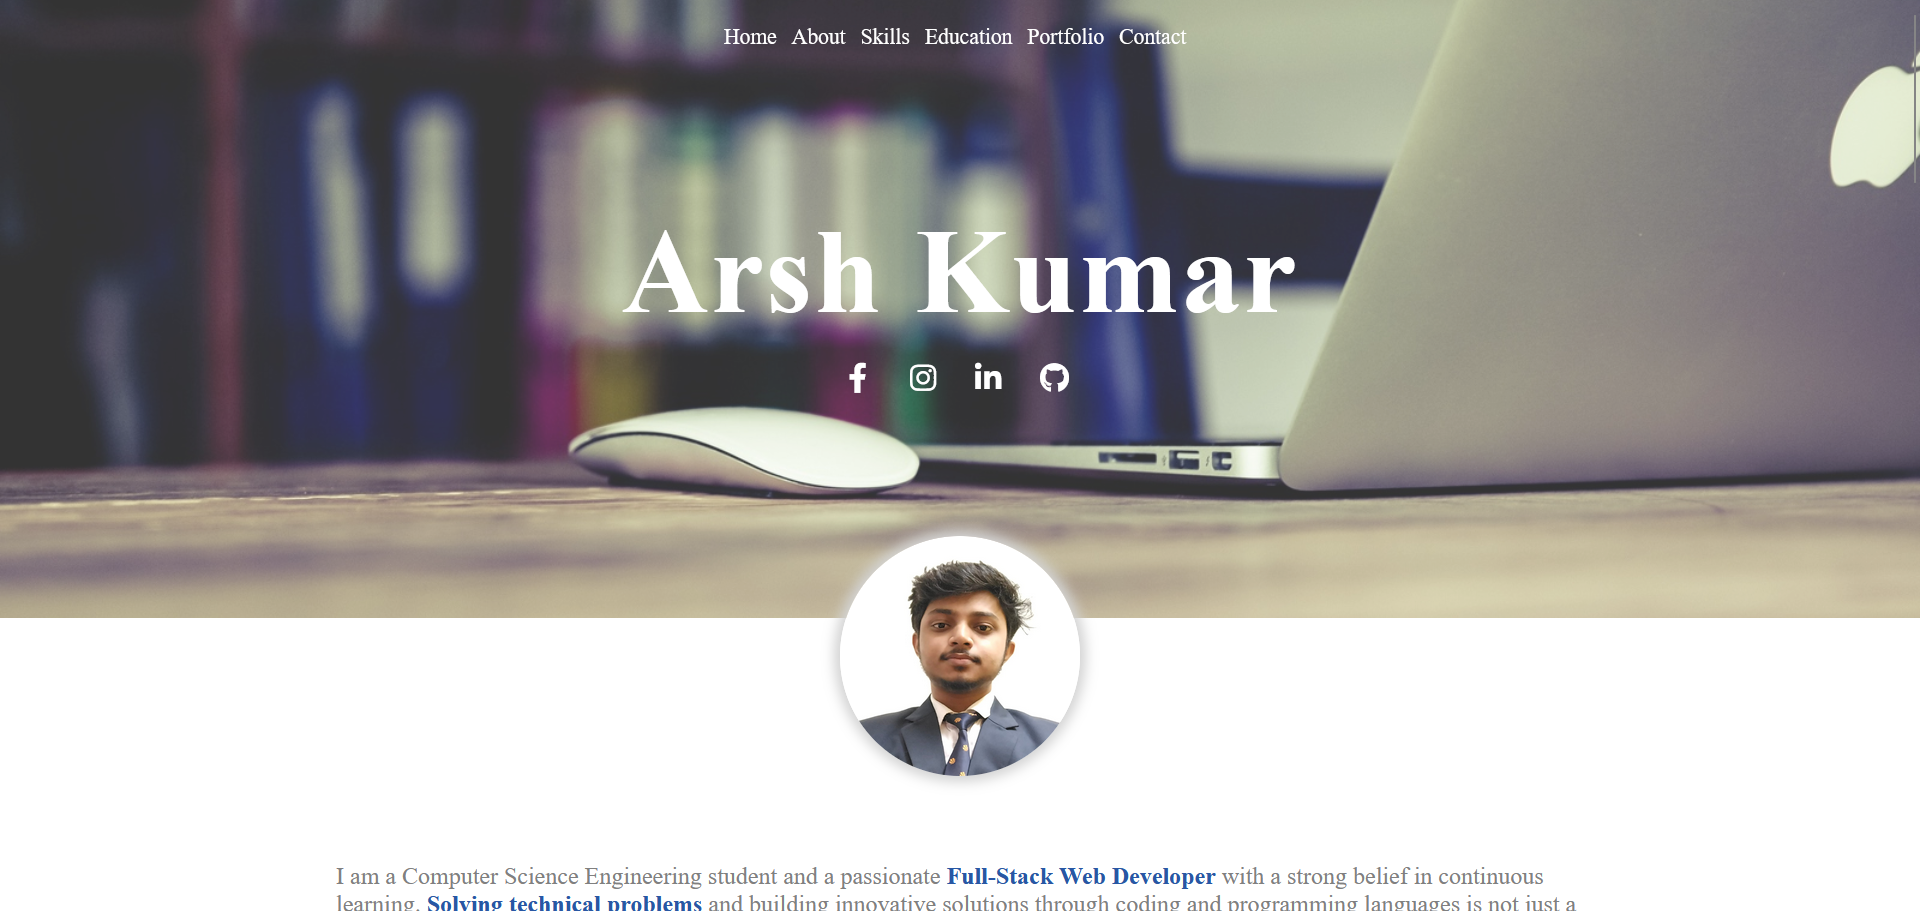 Home About Skills Education Portfolio Contact
Arsh Kumar
I am a Computer Science Engineering student and a passionate Full-Stack Web Developer with a strong belief in continuous
learning. Solving technical problems and building innovative solutions through coding and programming languages is not just a